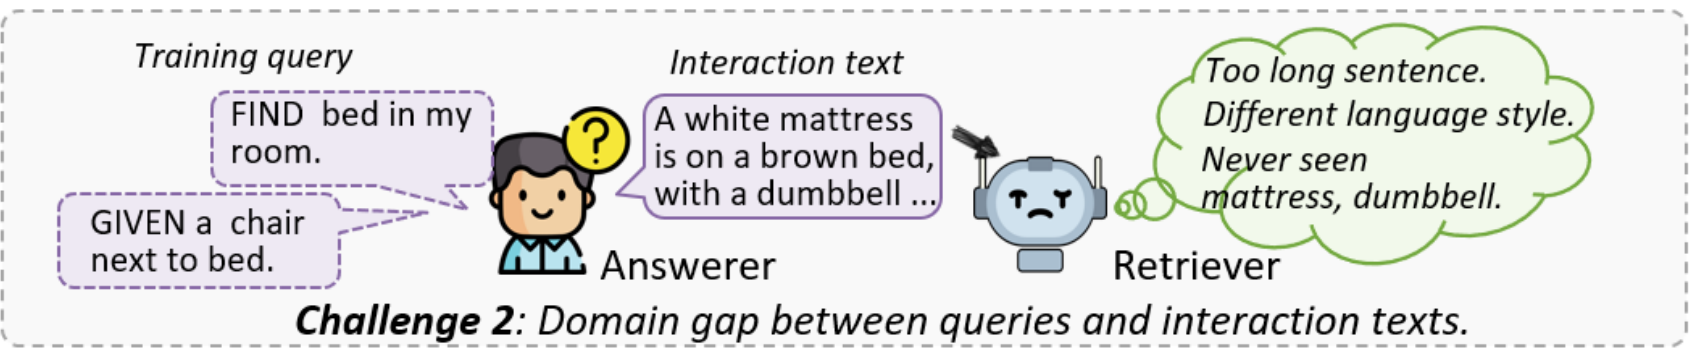 Training query
FIND bed in my
room.
GIVEN a chair
next to bed.
?
Interaction text
A white mattress
is on a brown bed,
with a dumbbell ...
Answerer
Too long sentence.
Different language style.
Never seen
mattress, dumbbell.
Retriever
Challenge 2: Domain gap between queries and interaction texts.